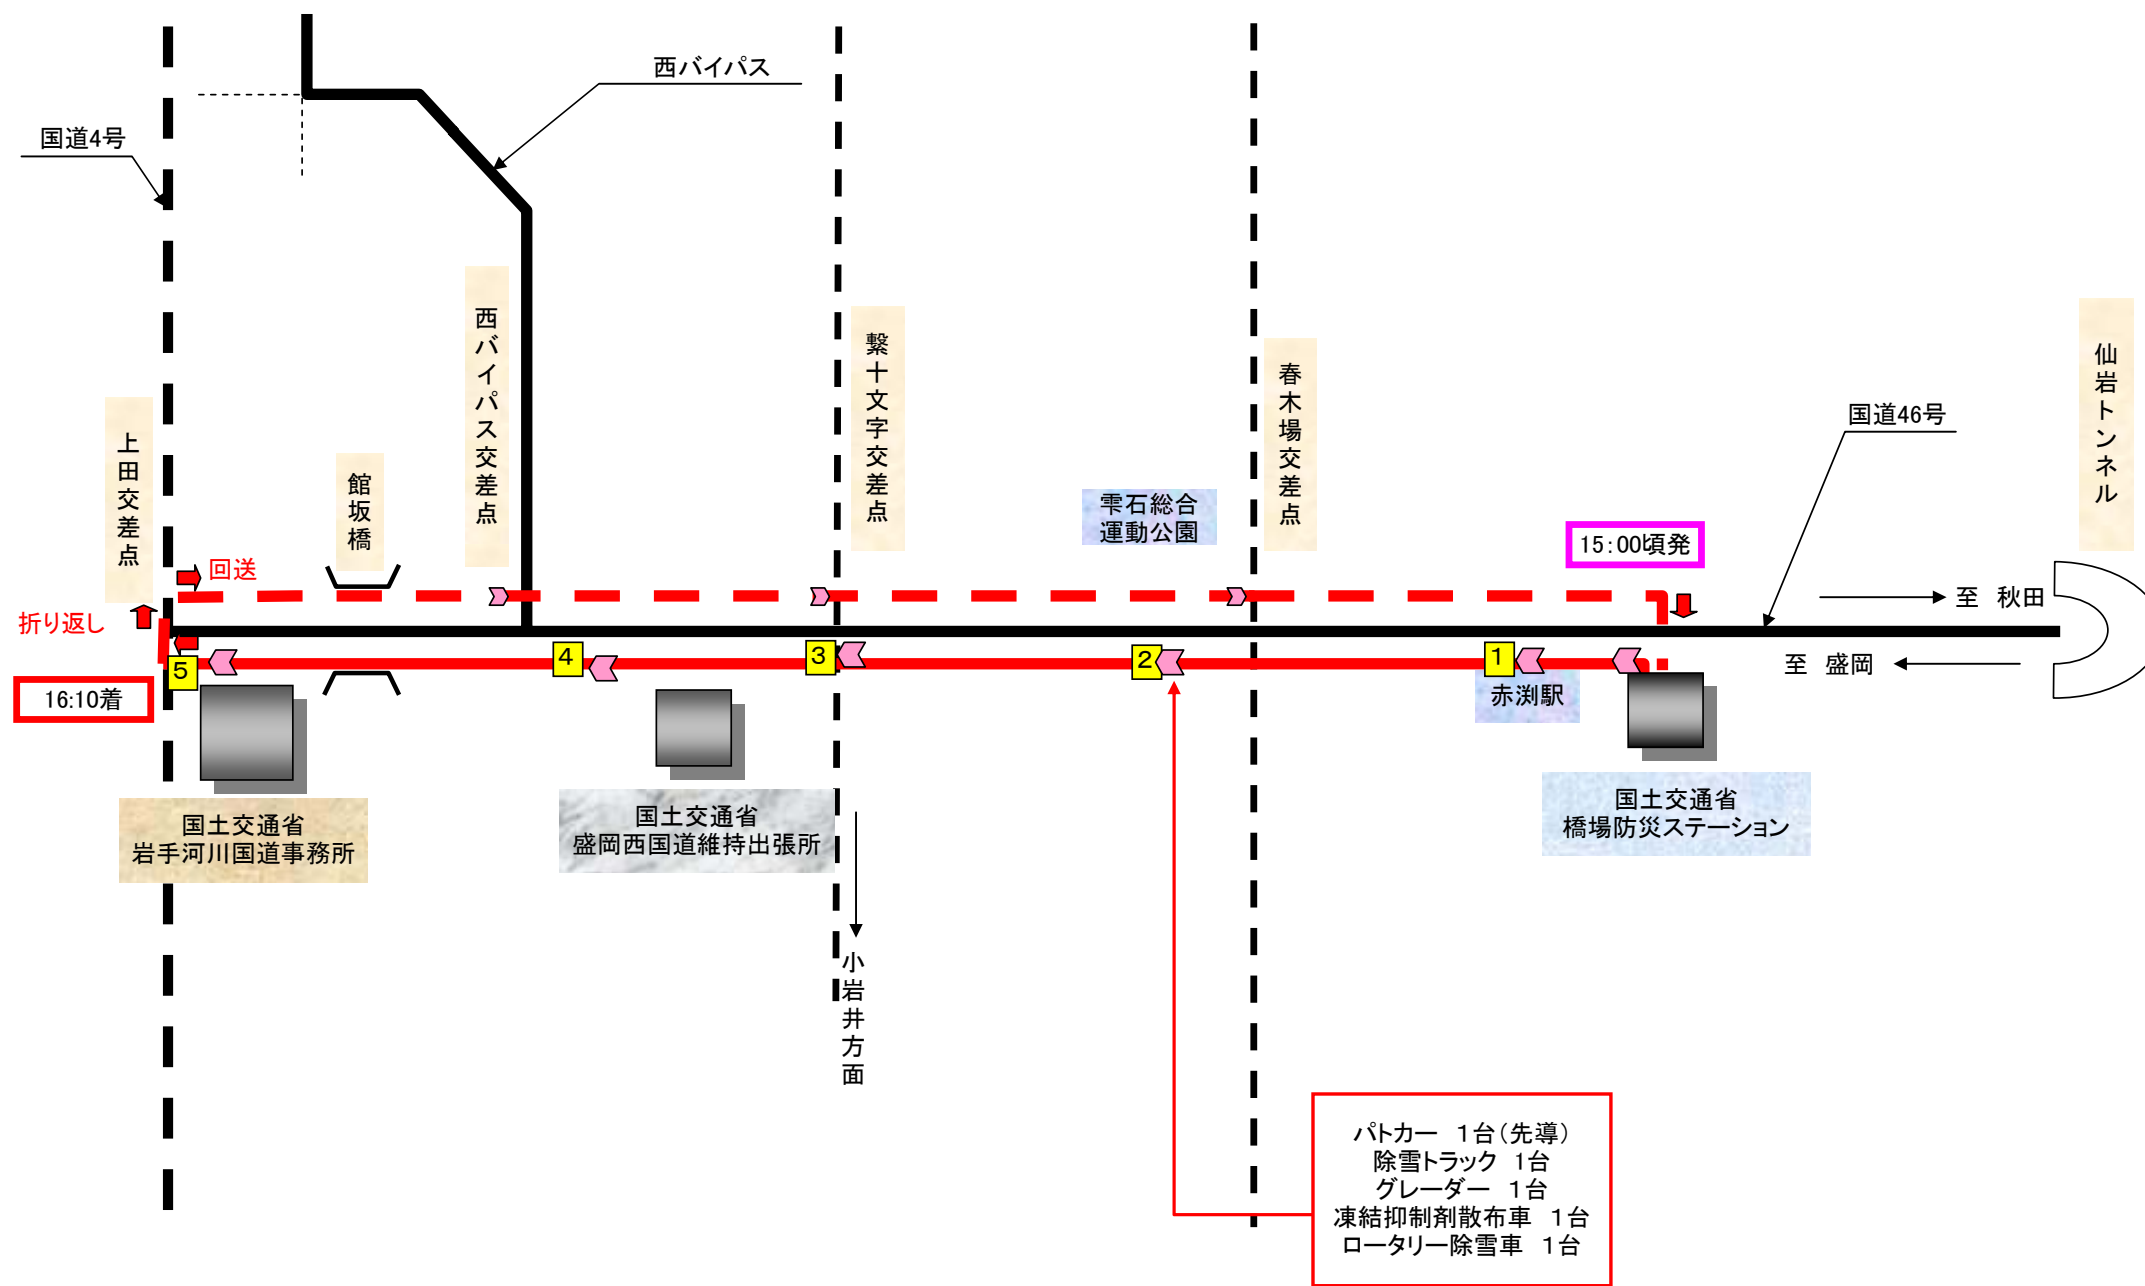 西バイパス
国道4号
西バイパス交差点
繋十文字交差点
春木場交差点
仙岩トンネル
国道46号
上田交差点
館坂橋
雫石総合
運動公園
15:00頃発
回送
至 秋田
折り返し
5
4
3
2
1
至 盛岡
16:10着
赤渕駅
国土交通省
岩手河川国道事務所
国土交通省
盛岡西国道維持出張所
国土交通省
橋場防災ステーション
小岩井方面
パトカー 1台(先導)
除雪トラック 1台
グレーダー 1台
凍結抑制剤散布車 1台
ロータリー除雪車 1台